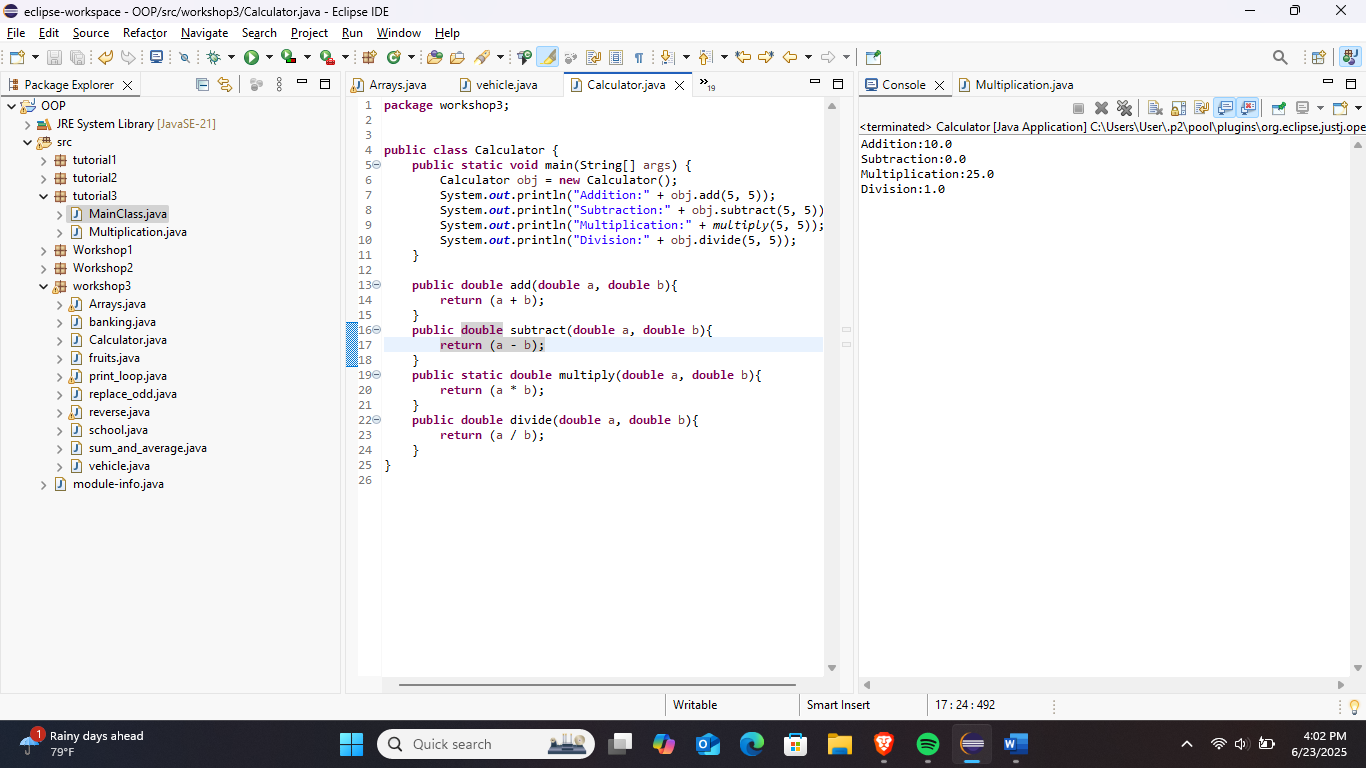 eclipse-workspace - OOP/src/workshop3/Calculator.java - Eclipse IDE
File Edit Source Refactor Navigate Search Project Run Window Help
Package Explorer
OOP
JRE System Library [JavaSE-21]
src
tutorial1
tutorial2
tutorial3
MainClass.java
Multiplication.java
Workshop1
Workshop2
workshop3
Arrays.java
banking.java
Calculator.java
fruits.java
print_loop.java
replace_odd.java
reverse.java
school.java
sum_and_average.java
vehicle.java
module-info.java
Arrays.java vehicle.java Calculator.java »19
1 package workshop3;
2
3
4 public class Calculator {
5 public static void main(String[] args) {
6 Calculator obj = new Calculator();
7 System.out.println("Addition:" + obj.add(5, 5));
8 System.out.println("Subtraction:" + obj.subtract(5, 5))
9 System.out.println("Multiplication:" + multiply(5, 5));
10 System.out.println("Division:" + obj.divide(5, 5));
11 }
12
13 public double add(double a, double b){
14 return (a + b);
15 }
16 public double subtract(double a, double b){
17 return (a - b);
18 }
19 public static double multiply(double a, double b){
20 return (a * b);
21 }
22 public double divide(double a, double b){
23 return (a / b);
24 }
25 }
26
Console Multiplication.java
<terminated> Calculator [Java Application] C:\Users\User\.p2\pool\plugins\org.eclipse.justj.ope
Addition:10.0
Subtraction:0.0
Multiplication:25.0
Division:1.0
Writable Smart Insert 17 : 24 : 492
1
Rainy days ahead
79°F
Quick search
4:02 PM
6/23/2025